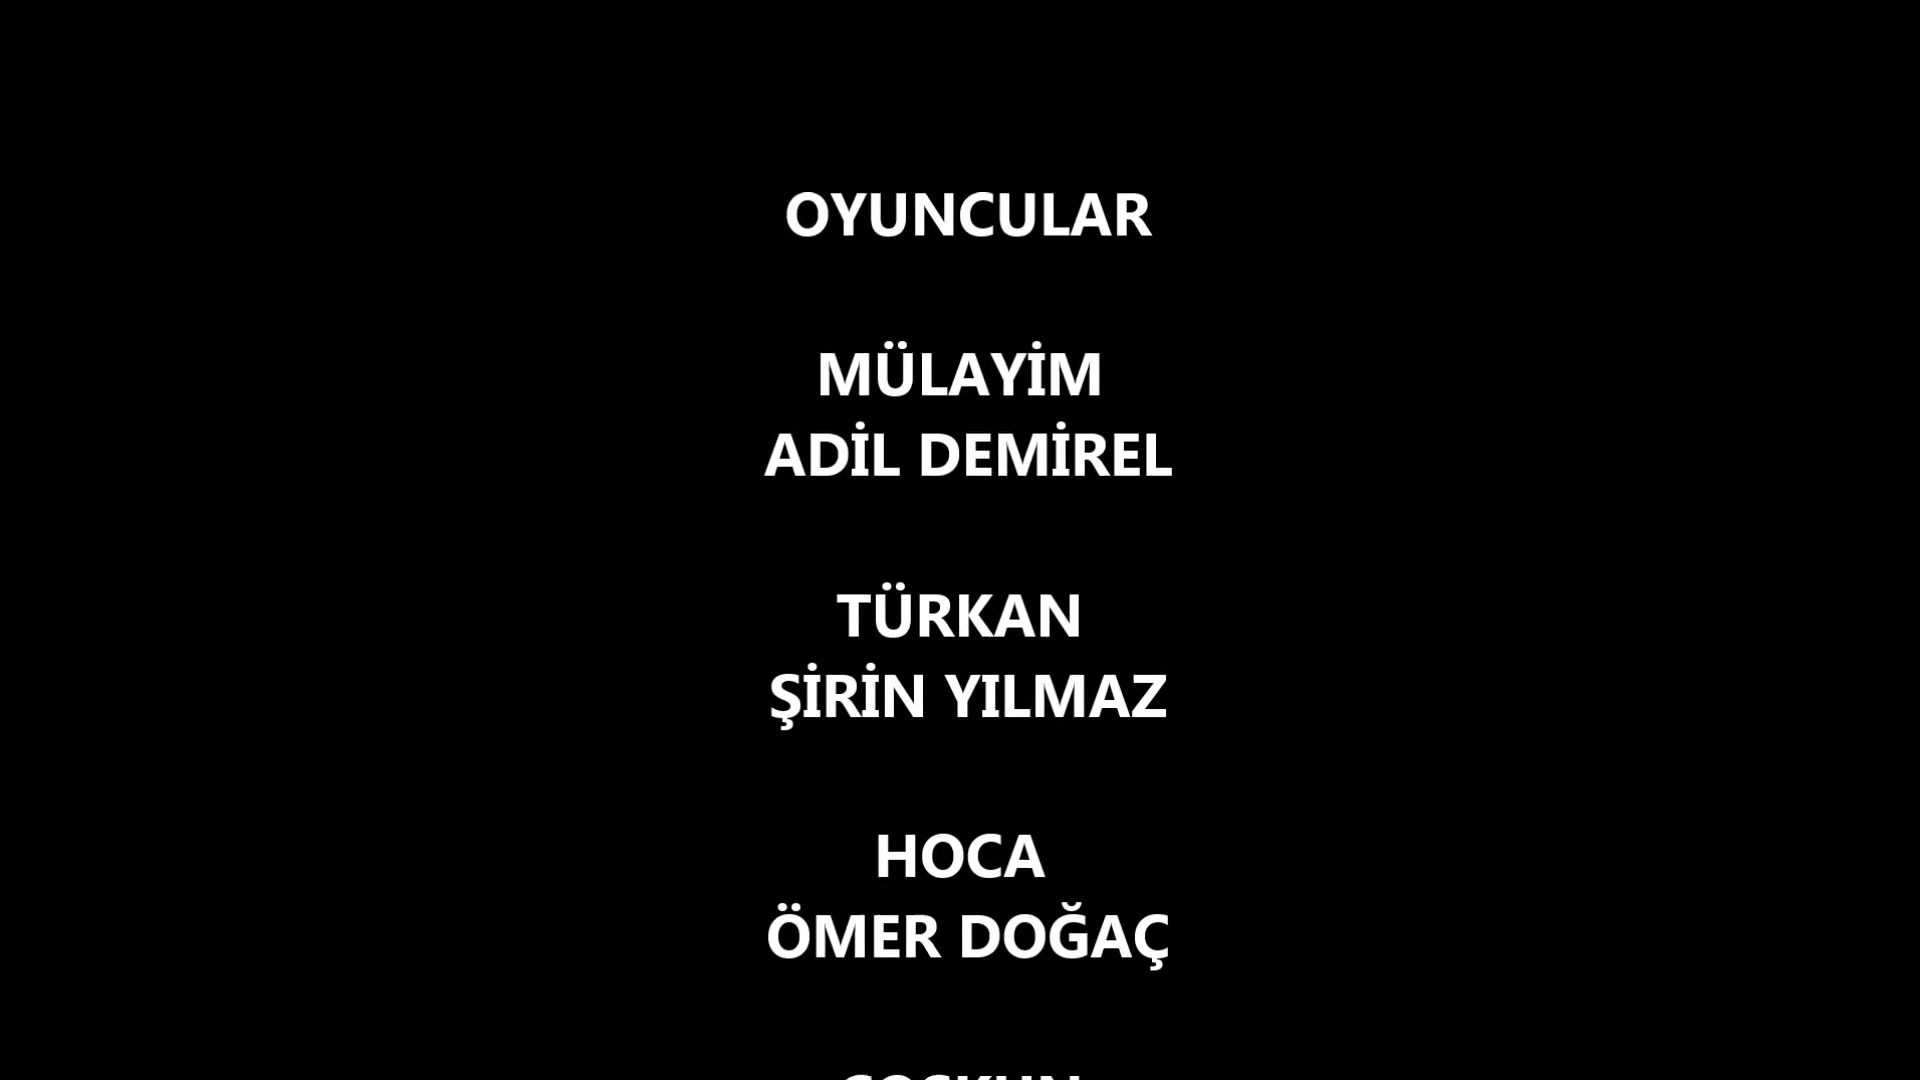 OYUNCULAR
MÜLAYİM
ADİL DEMİREL
TÜRKAN
ŞİRİN YILMAZ
HOCA
ÖMER DOĞAÇ